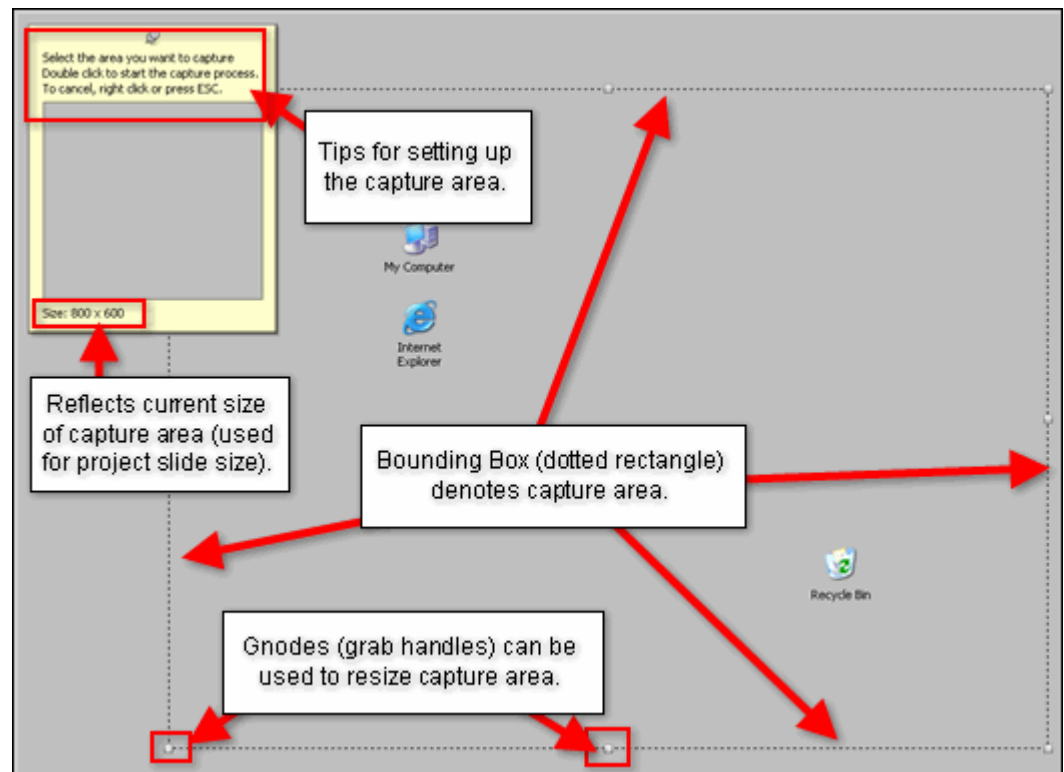 Select the area you want to capture
Double click to start the capture process.
To cancel, right click or press ESC.
Tips for setting up
the capture area.
My Computer
Size: 800 x 600
Internet
Explorer
Reflects current size
of capture area (used
for project slide size).
Bounding Box (dotted rectangle)
denotes capture area.
Recycle Bin
Gnodes (grab handles) can be
used to resize capture area.